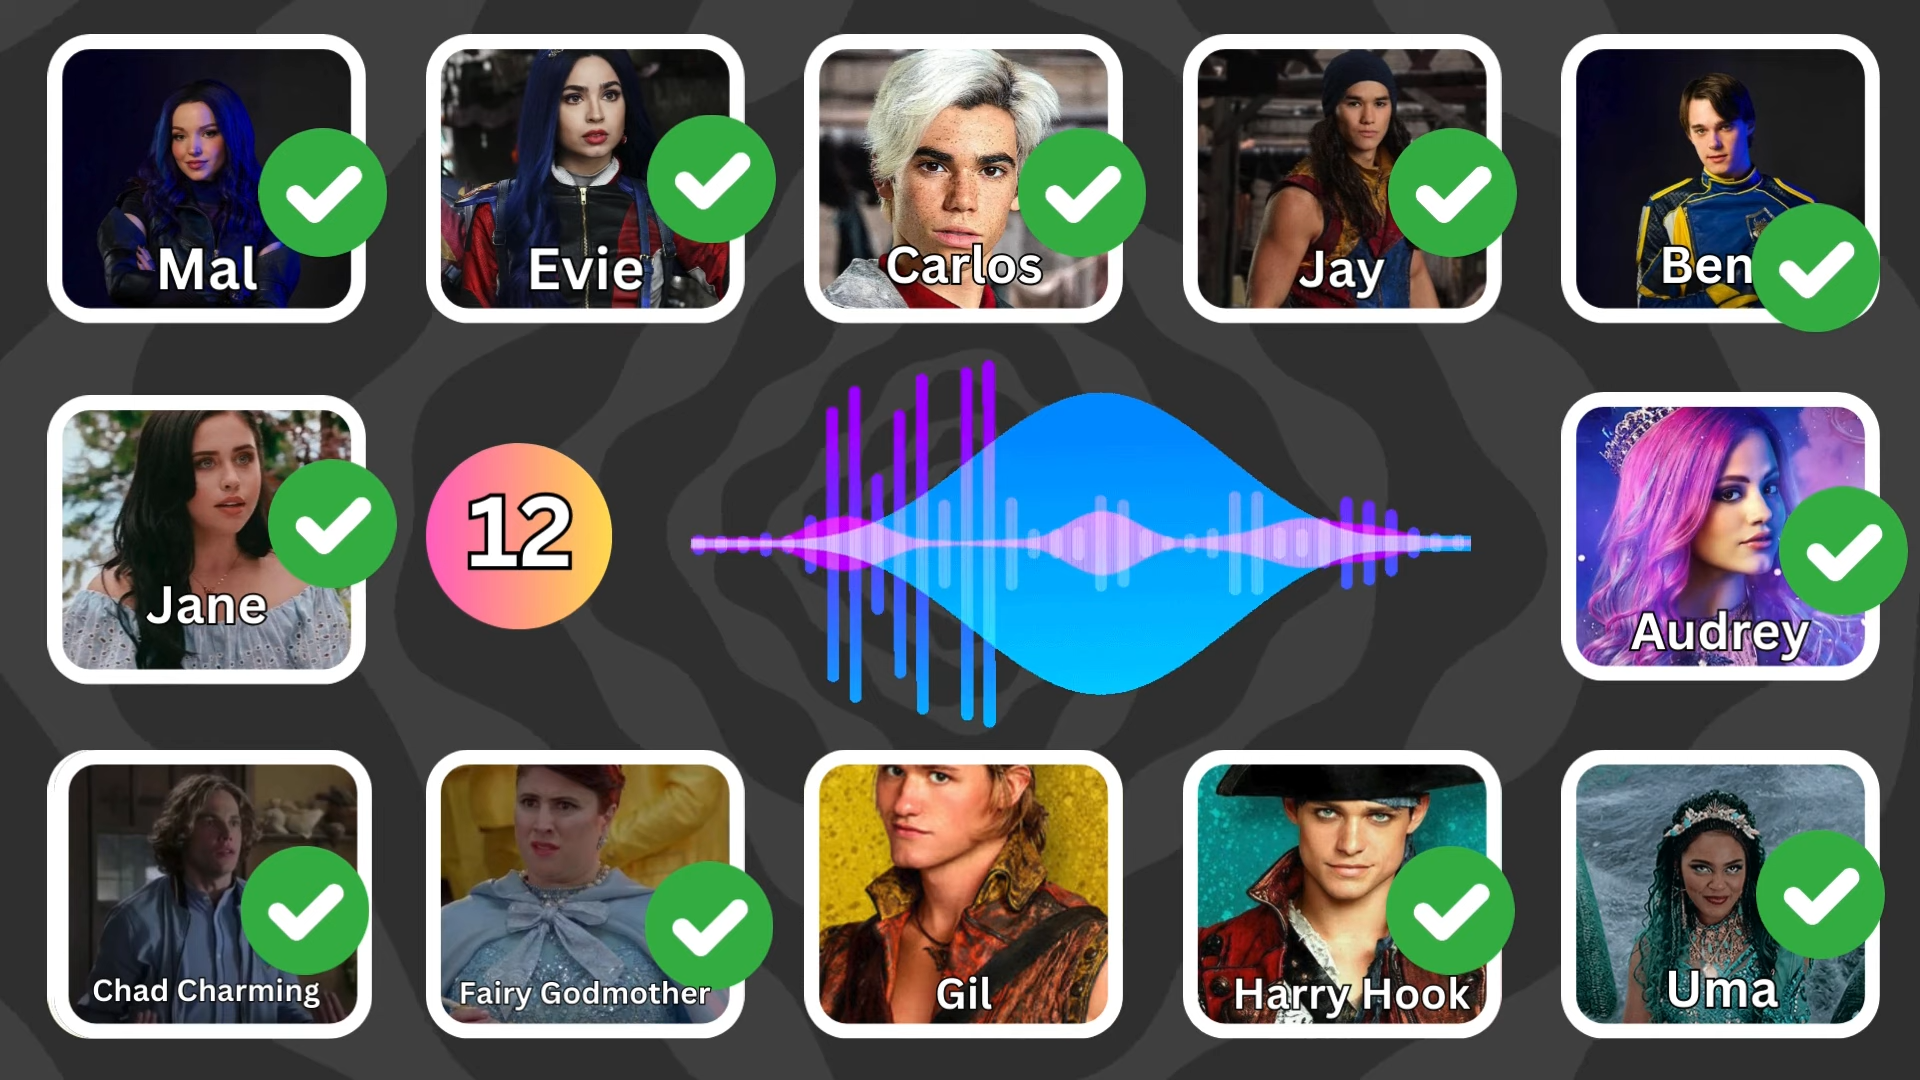 Mal
Evie
Carlos
Jay
Ben
Jane
12
Audrey
Chad Charming
Fairy Godmother
Gil
Harry Hook
Uma